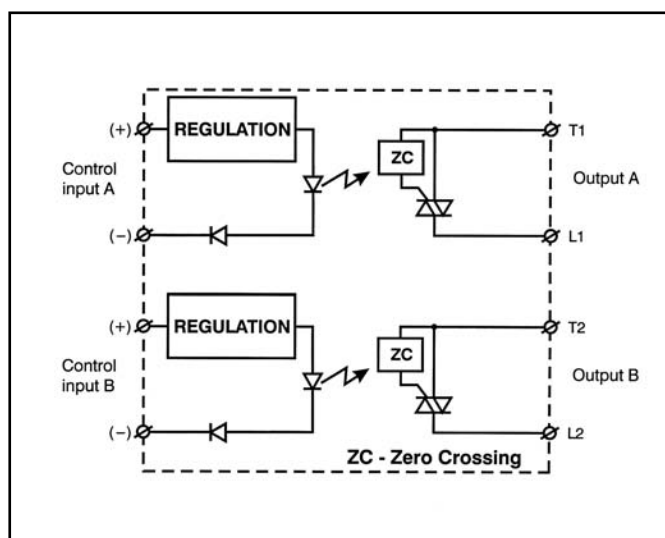 (+)
REGULATION
ZC
T1
Control
input A
Output A
(−)
L1
(+)
REGULATION
ZC
T2
Control
input B
Output B
(−)
L2
ZC - Zero Crossing